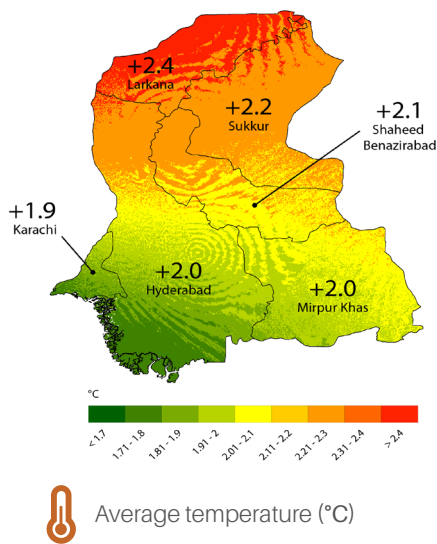 +2.4
Larkana
+2.2
Sukkur
+2.1
Shaheed
Benazirabad
+1.9
Karachi
+2.0
Hyderabad
+2.0
Mirpur Khas
°C
< 1.7
1.71 - 1.8
1.81 - 1.9
1.91 - 2
2.01 - 2.1
2.11 - 2.2
2.21 - 2.3
2.31 - 2.4
> 2.4
Average temperature (°C)